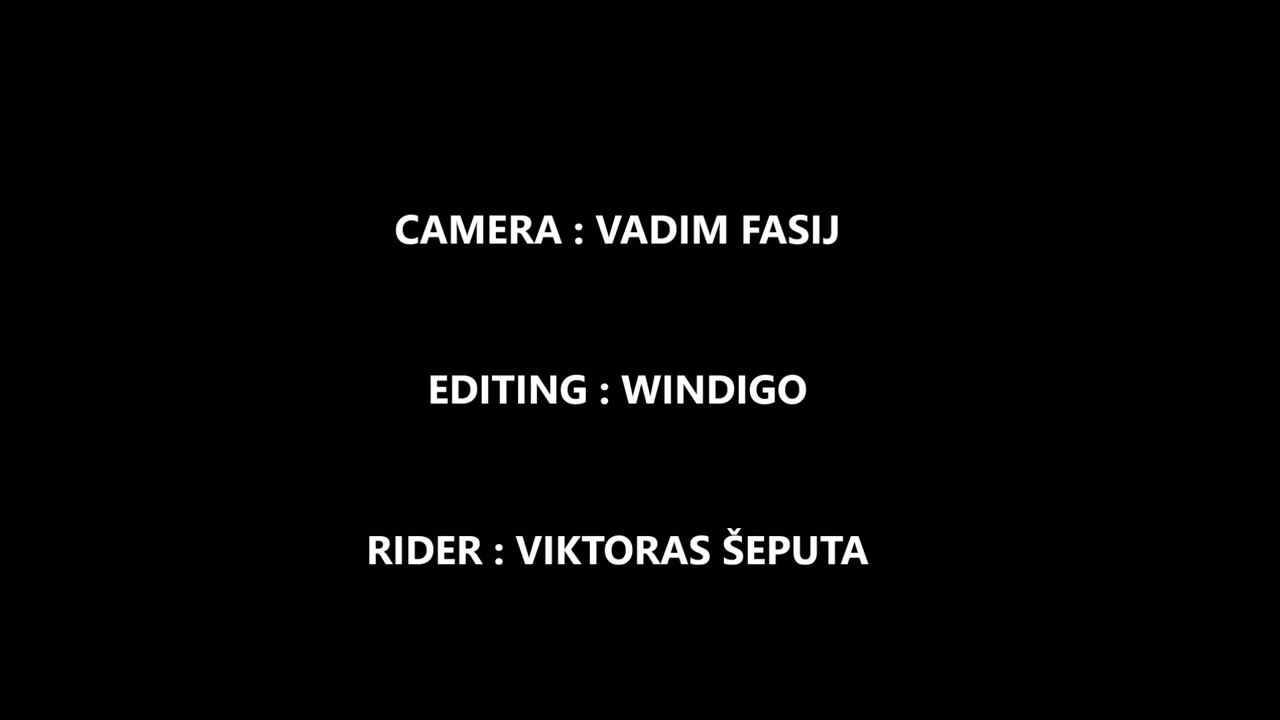 CAMERA : VADIM FASIJ
EDITING : WINDIGO
RIDER : VIKTORAS ŠEPUTA